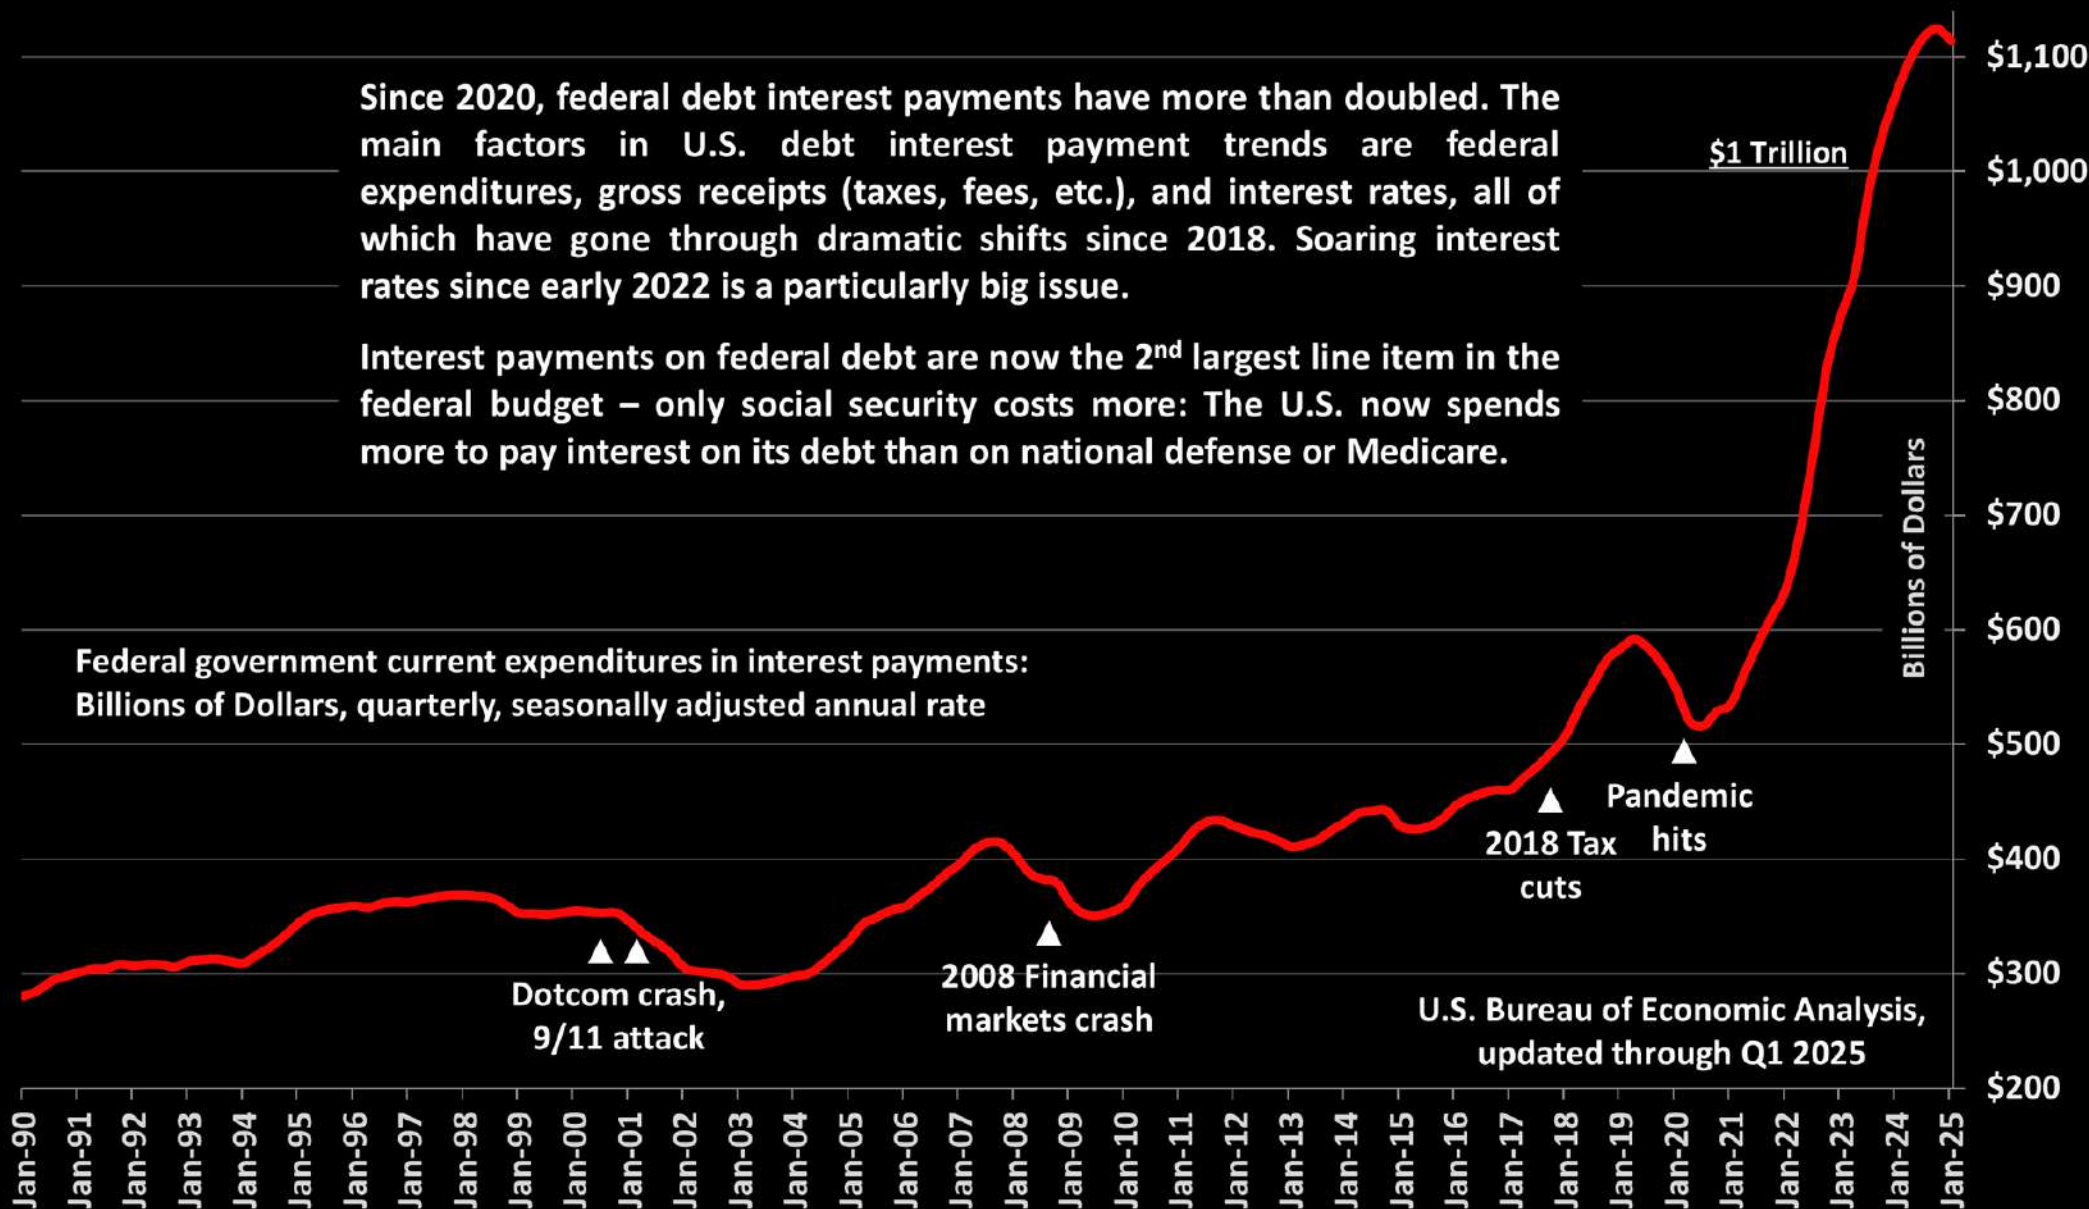 Since 2020, federal debt interest payments have more than doubled. The
main factors in U.S. debt interest payment trends are federal
expenditures, gross receipts (taxes, fees, etc.), and interest rates, all of
which have gone through dramatic shifts since 2018. Soaring interest
rates since early 2022 is a particularly big issue.
Interest payments on federal debt are now the 2nd largest line item in the
federal budget – only social security costs more: The U.S. now spends
more to pay interest on its debt than on national defense or Medicare.
$1 Trillion
Federal government current expenditures in interest payments:
Billions of Dollars, quarterly, seasonally adjusted annual rate
Dotcom crash,
9/11 attack
2008 Financial
markets crash
2018 Tax
cuts
Pandemic
hits
U.S. Bureau of Economic Analysis,
updated through Q1 2025
Billions of Dollars
$1,100
$1,000
$900
$800
$700
$600
$500
$400
$300
$200
Jan-90
Jan-91
Jan-92
Jan-93
Jan-94
Jan-95
Jan-96
Jan-97
Jan-98
Jan-99
Jan-00
Jan-01
Jan-02
Jan-03
Jan-04
Jan-05
Jan-06
Jan-07
Jan-08
Jan-09
Jan-10
Jan-11
Jan-12
Jan-13
Jan-14
Jan-15
Jan-16
Jan-17
Jan-18
Jan-19
Jan-20
Jan-21
Jan-22
Jan-23
Jan-24
Jan-25